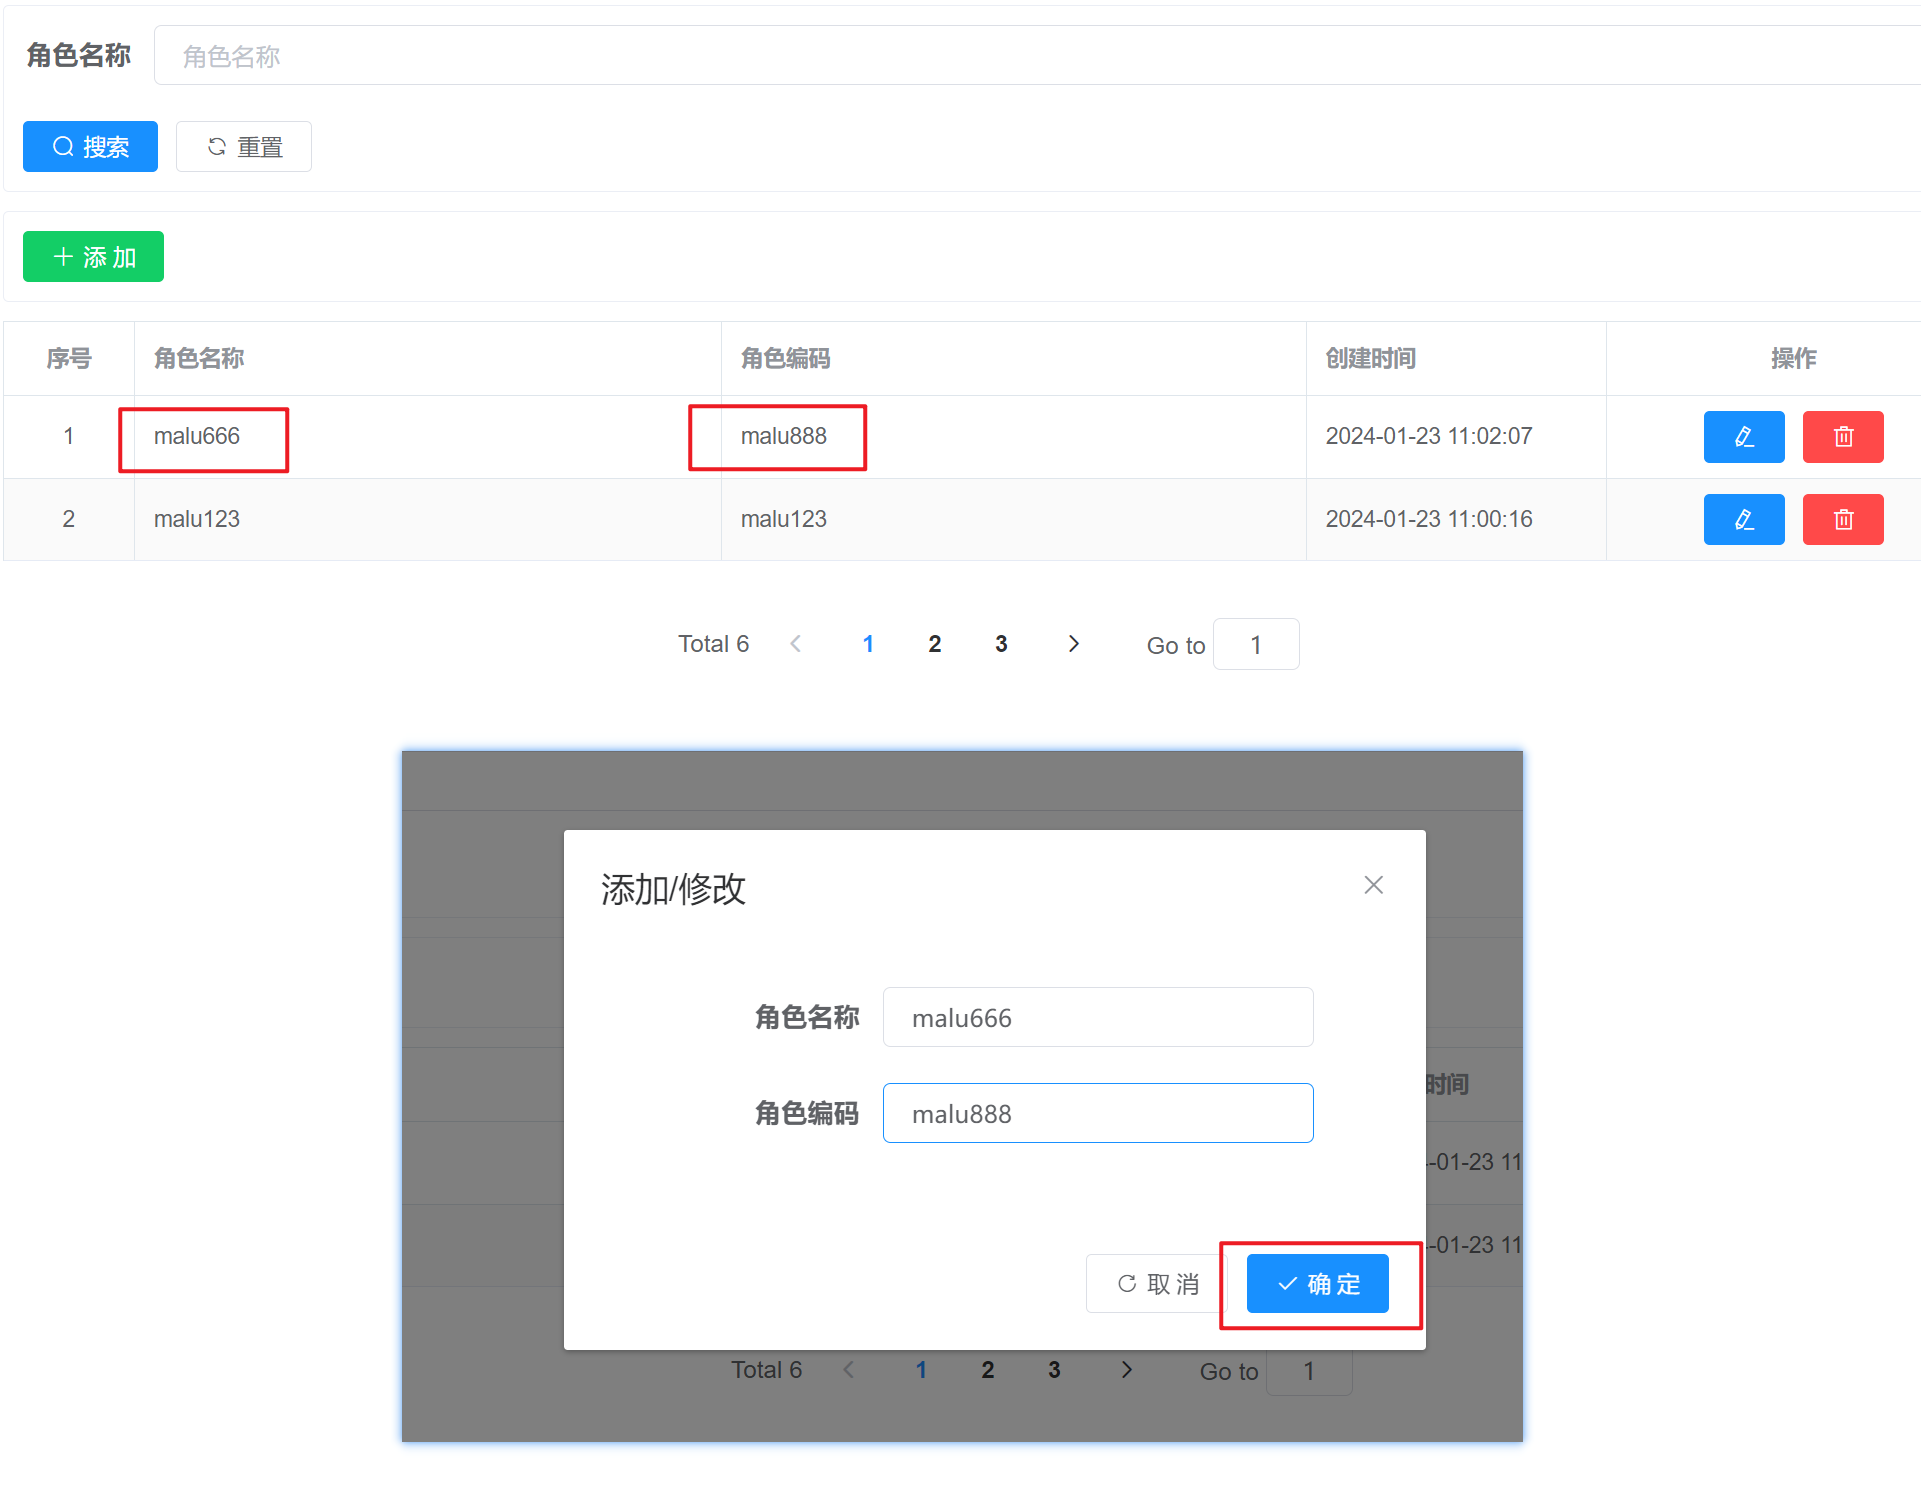 角色名称 角色名称
搜索 重置
添加
序号 角色名称 角色编码 创建时间 操作
1 malu666 malu888 2024-01-23 11:02:07
2 malu123 malu123 2024-01-23 11:00:16
Total 6 1 2 3 Go to 1
添加/修改
角色名称 malu666
时间
角色编码 malu888
-01-23 11
-01-23 11
取消 确定
Total 6 1 2 3 Go to 1